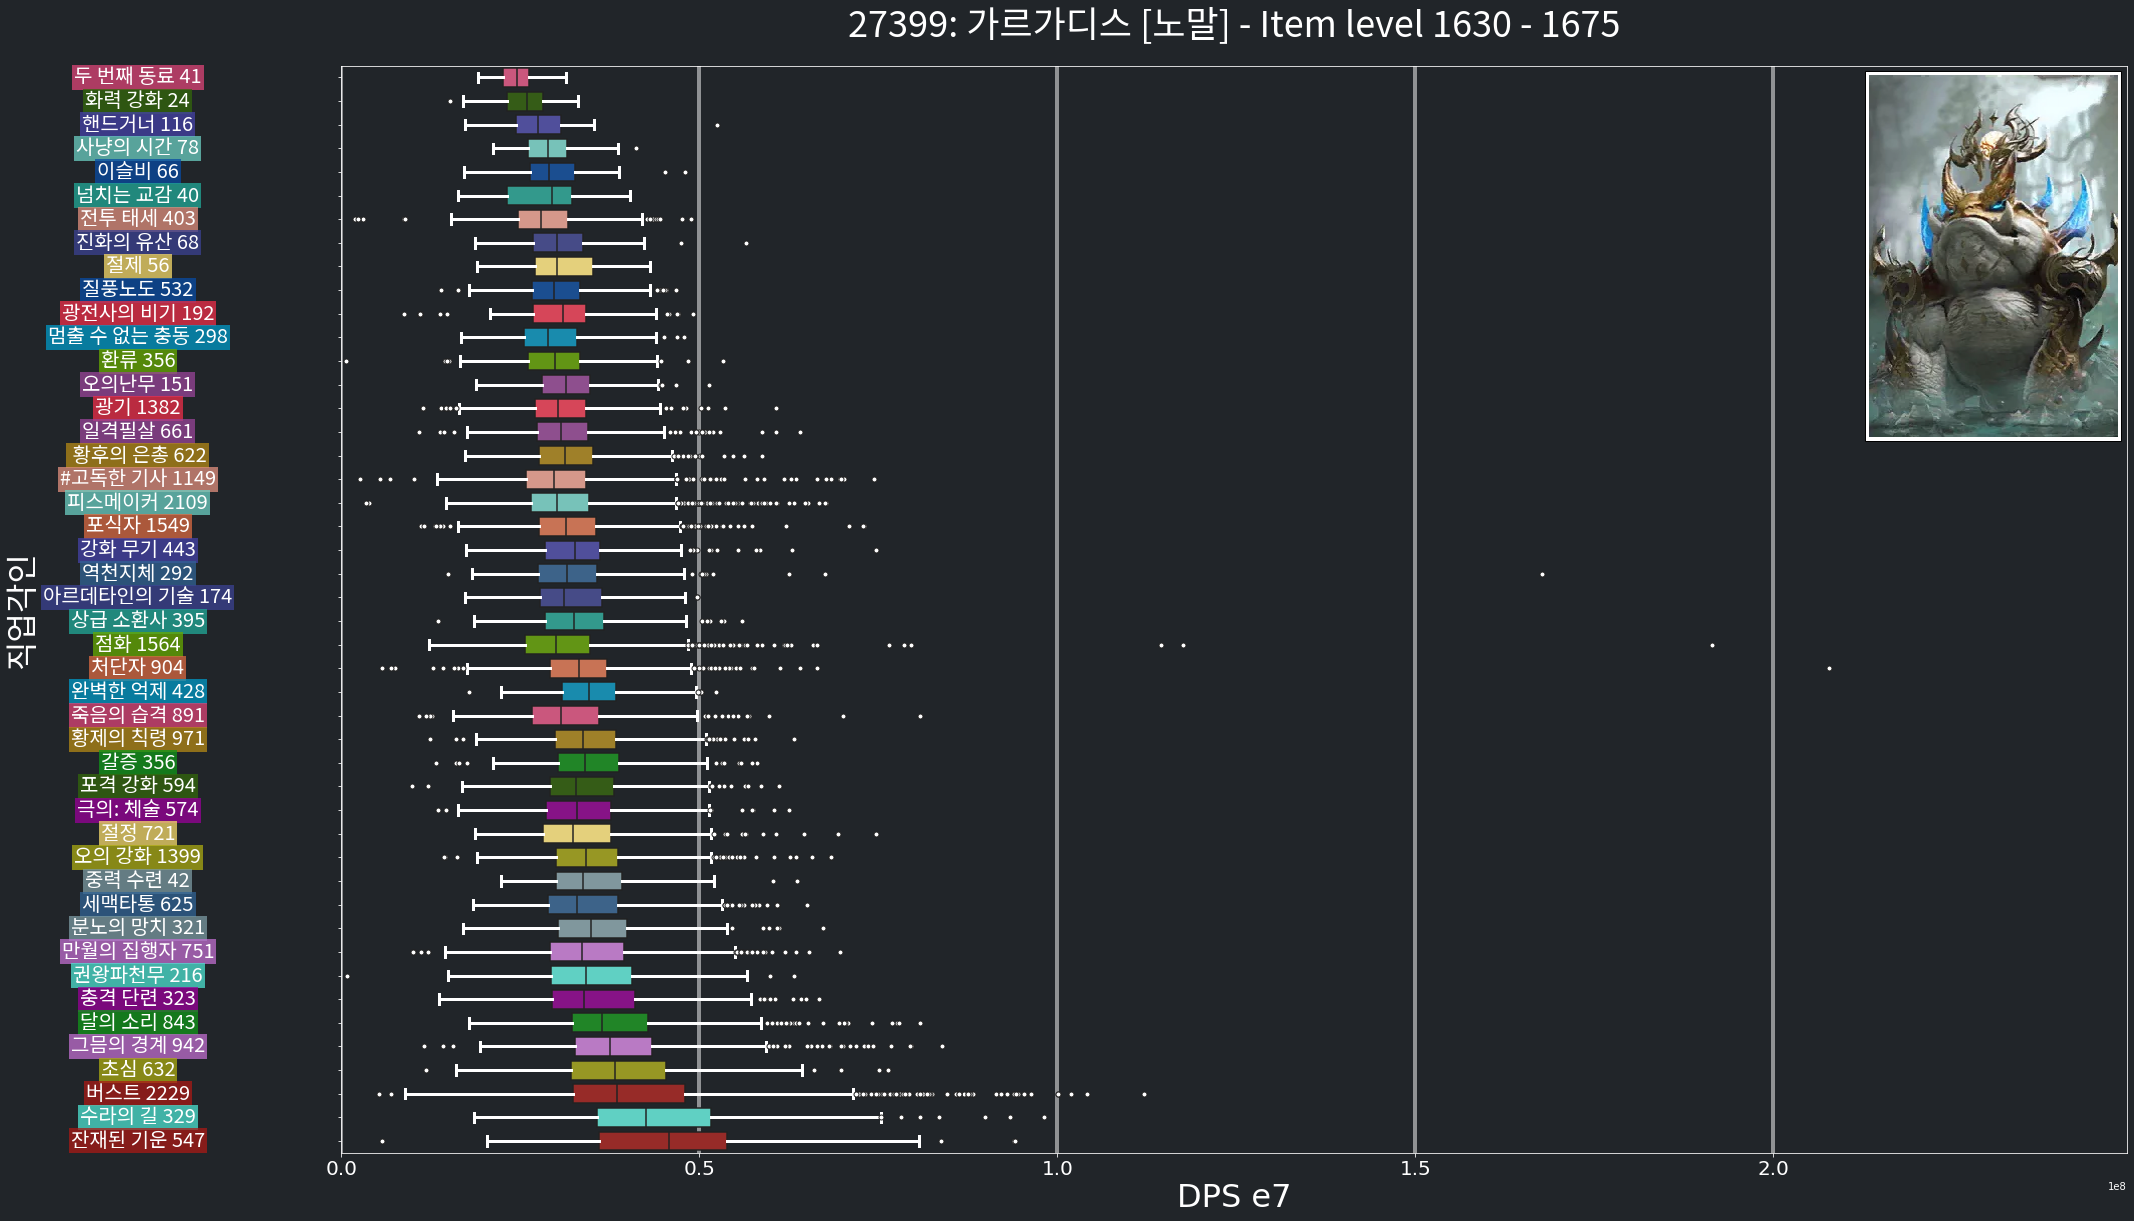 27399: 가르가디스 [노말] - Item level 1630 - 1675
두 번째 동료 41
화력 강화 24
핸드거너 116
사냥의 시간 78
이슬비 66
넘치는 교감 40
전투 태세 403
진화의 유산 68
절제 56
질풍노도 532
광전사의 비기 192
멈출 수 없는 충동 298
환류 356
오의난무 151
광기 1382
일격필살 661
황후의 은총 622
#고독한 기사 1149
피스메이커 2109
포식자 1549
강화 무기 443
역천지체 292
아르데타인의 기술 174
상급 소환사 395
점화 1564
처단자 904
완벽한 억제 428
죽음의 습격 891
황제의 칙령 971
갈증 356
포격 강화 594
극의: 체술 574
절정 721
오의 강화 1399
중력 수련 42
세맥타통 625
분노의 망치 321
만월의 집행자 751
권왕파천무 216
충격 단련 323
달의 소리 843
그믐의 경계 942
초심 632
버스트 2229
수라의 길 329
잔재된 기운 547
직업각인
0.0 0.5 1.0 1.5 2.0
DPS e7
1e8